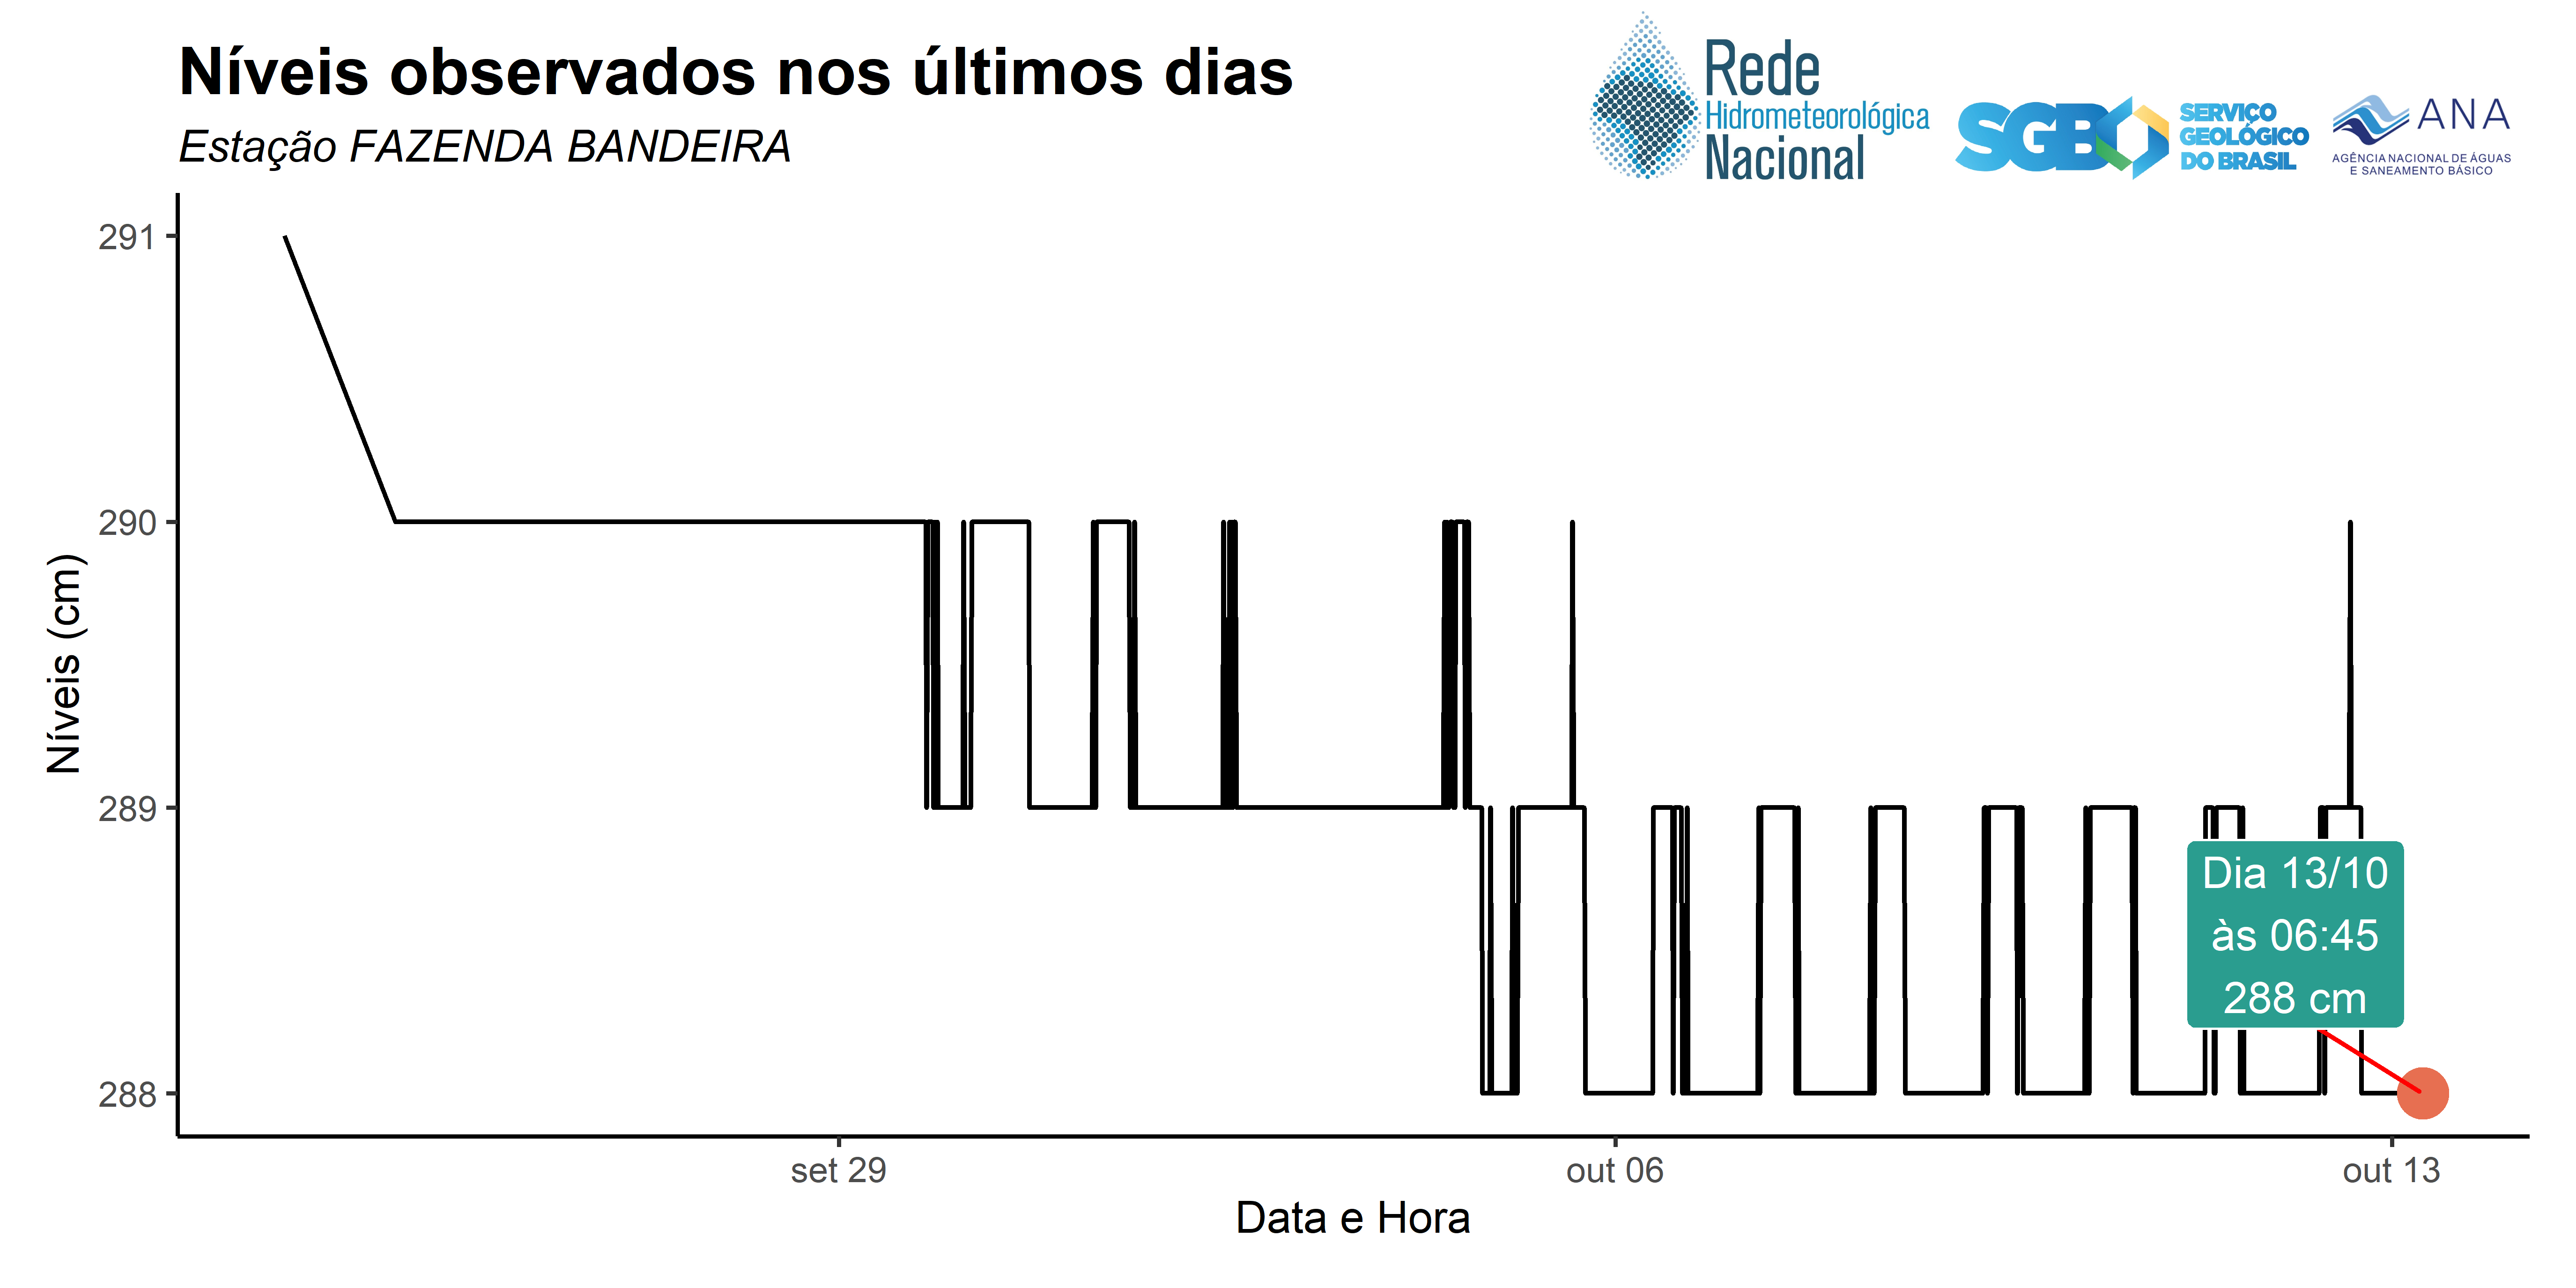 Níveis observados nos últimos dias
Estação FAZENDA BANDEIRA
Rede
Hidrometeorológica
Nacional
SGB
SERVIÇO
GEOLÓGICO
DO BRASIL
ANA
AGÊNCIA NACIONAL DE ÁGUAS
E SANEAMENTO BÁSICO
Níveis (cm)
291
290
289
288
Dia 13/10
às 06:45
288 cm
set 29
out 06
out 13
Data e Hora